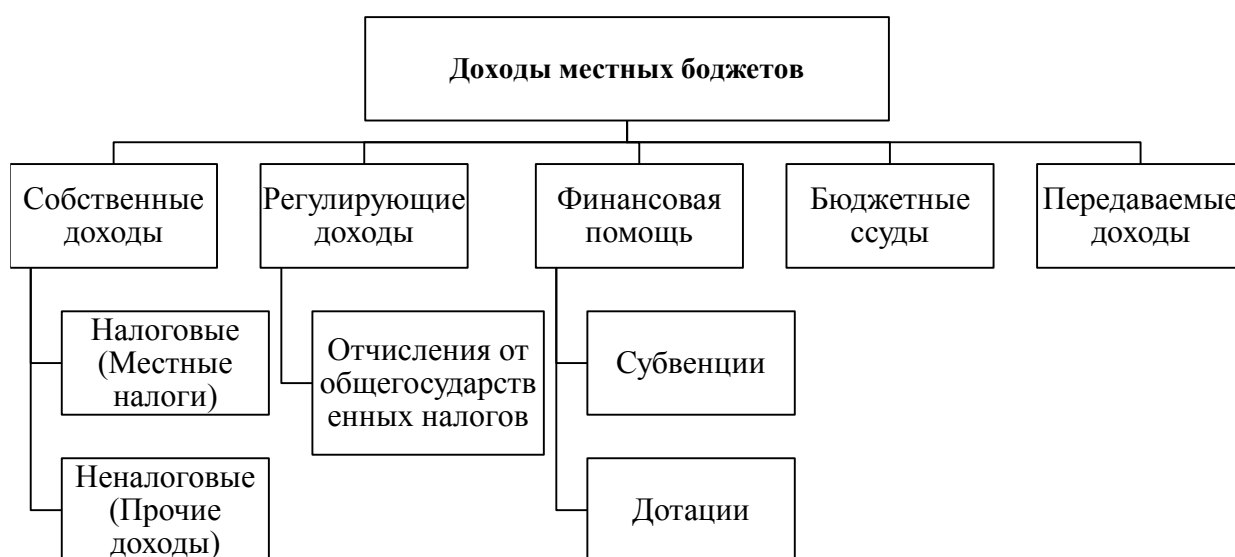 Доходы местных боджетов
Собственные
доходы
Регулирующие
доходы
Финансовая
помощь
Бюджетные
ссуды
Передаваемые
доходы
Налоговые
(Местные
налоги)
Неналоговые
(Прочие
доходы)
Отчисления от
общегосударств
енных налогов
Субвенции
Дотации